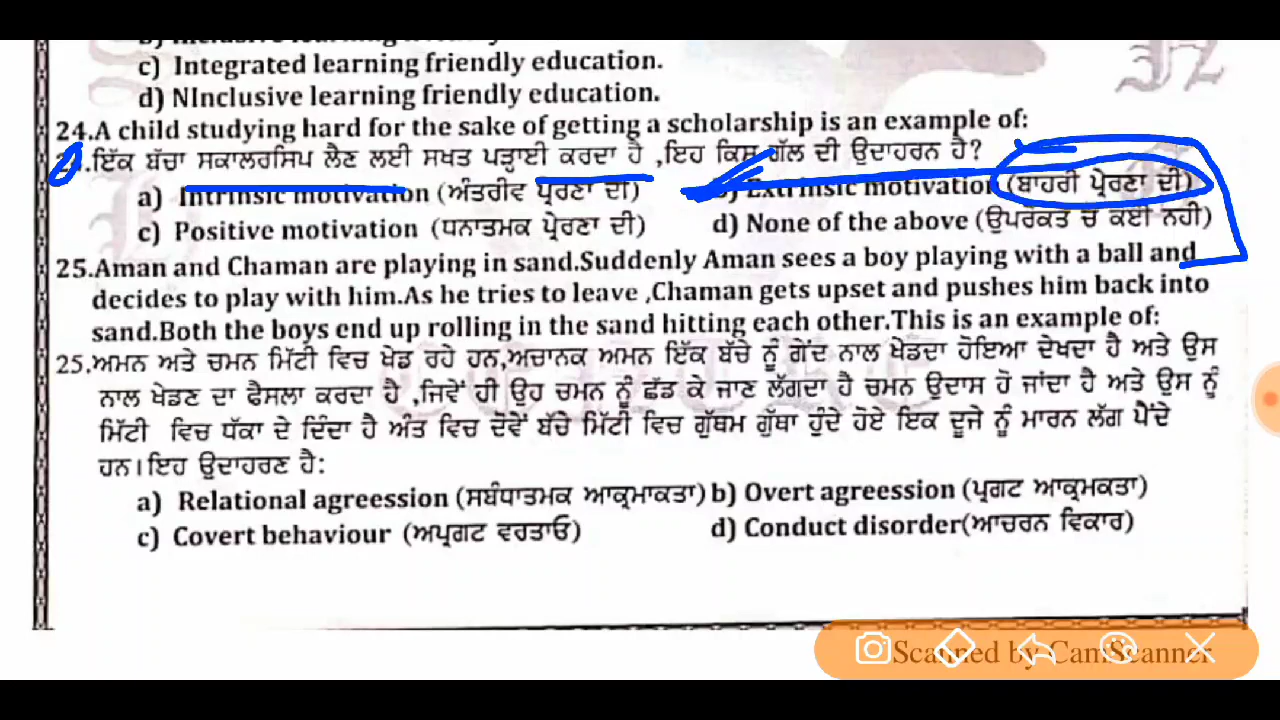 c) Integrated learning friendly education.
d) NInclusive learning friendly education.
24.A child studying hard for the sake of getting a scholarship is an example of:
ਇੱਕ ਬੱਚਾ ਸਕਾਲਰਸਿਪ ਲੈਣ ਲਈ ਸਖਤ ਪੜ੍ਹਾਈ ਕਰਦਾ ਹੈ ,ਇਹ ਕਿਸ ਗੱਲ ਦੀ ਉਦਾਹਰਨ ਹੈ?
a) Intrinsic motivation (ਅੰਤਰੀਵ ਪ੍ਰੇਰਣਾ ਦੀ) b) Extrinsic motivation (ਬਾਹਰੀ ਪ੍ਰੇਰਣਾ ਦੀ)
c) Positive motivation (ਧਨਾਤਮਕ ਪ੍ਰੇਰਣਾ ਦੀ) d) None of the above (ਉਪਰੋਕਤ ਚ ਕਈ ਨਹੀ)
25.Aman and Chaman are playing in sand.Suddenly Aman sees a boy playing with a ball and
decides to play with him.As he tries to leave ,Chaman gets upset and pushes him back into
sand.Both the boys end up rolling in the sand hitting each other.This is an example of:
25.ਅਮਨ ਅਤੇ ਚਮਨ ਮਿੱਟੀ ਵਿਚ ਖੇਡ ਰਹੇ ਹਨ,ਅਚਾਨਕ ਅਮਨ ਇੱਕ ਬੱਚੇ ਨੂੰ ਗੇਂਦ ਨਾਲ ਖੇਡਦਾ ਹੋਇਆ ਦੇਖਦਾ ਹੈ ਅਤੇ ਉਸ
ਨਾਲ ਖੇਡਣ ਦਾ ਫੈਸਲਾ ਕਰਦਾ ਹੈ ,ਜਿਵੇਂ ਹੀ ਉਹ ਚਮਨ ਨੂੰ ਛੱਡ ਕੇ ਜਾਣ ਲੱਗਦਾ ਹੈ ਚਮਨ ਉਦਾਸ ਹੋ ਜਾਂਦਾ ਹੈ ਅਤੇ ਉਸ ਨੂੰ
ਮਿੱਟੀ ਵਿਚ ਧੱਕਾ ਦੇ ਦਿੰਦਾ ਹੈ ਅੰਤ ਵਿਚ ਦੋਵੇਂ ਬੱਚੇ ਮਿੱਟੀ ਵਿਚ ਗੁੱਥਮ ਗੁੱਥਾ ਹੁੰਦੇ ਹੋਏ ਇਕ ਦੂਜੇ ਨੂੰ ਮਾਰਨ ਲੱਗ ਪੈਂਦੇ
ਹਨ।ਇਹ ਉਦਾਹਰਣ ਹੈ:
a) Relational agreession (ਸਬੰਧਾਤਮਕ ਆਕ੍ਰਮਾਕਤਾ) b) Overt agreession (ਪ੍ਰਗਟ ਆਕ੍ਰਮਕਤਾ)
c) Covert behaviour (ਅਪ੍ਰਗਟ ਵਰਤਾਓ) d) Conduct disorder(ਆਚਰਨ ਵਿਕਾਰ)
Scanned by CamScanner